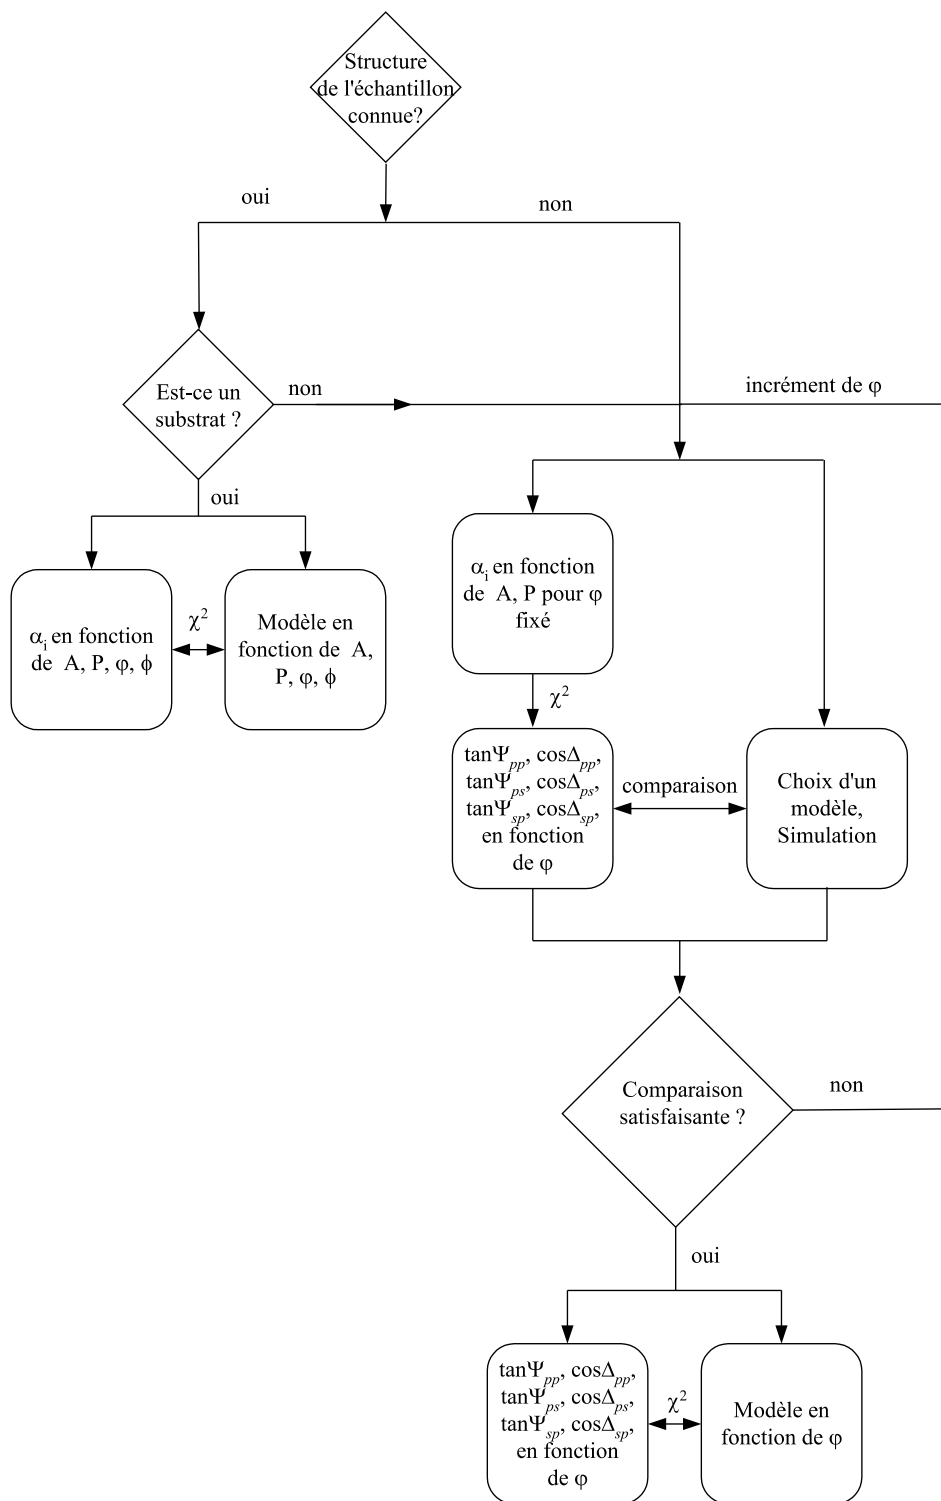 Structure
de l'échantillon
connue?
oui
non
Est-ce un
substrat ?
non
incrément de φ
oui
α_i en fonction
de A, P, φ, ϕ
χ²
Modèle en
fonction de A,
P, φ, ϕ
α_i en fonction
de A, P pour φ
fixé
χ²
tanΨ_pp, cosΔ_pp,
tanΨ_ps, cosΔ_ps,
tanΨ_sp, cosΔ_sp,
en fonction
de φ
comparaison
Choix d'un
modèle,
Simulation
Comparaison
satisfaisante ?
non
oui
tanΨ_pp, cosΔ_pp,
tanΨ_ps, cosΔ_ps,
tanΨ_sp, cosΔ_sp,
en fonction
de φ
χ²
Modèle en
fonction de φ